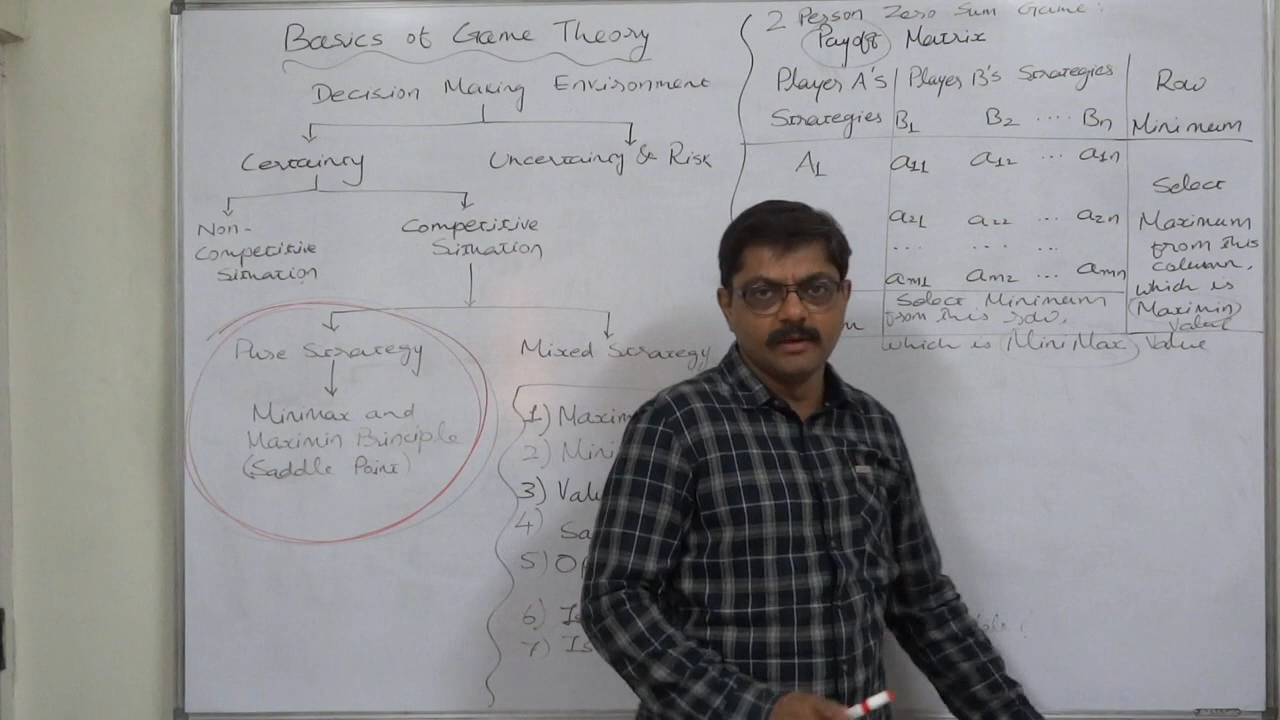 Basics of Game Theory
Decision Making Environment
Certainty
Uncertainty & Risk
Non-
Competitive
Situation
Competitive
Situation
Pure Strategy
Mixed Strategy
Minimax and
Maximin Principle
(Saddle Point)
1) Maxim
2) Mini
3) Valu
4) Sa
5) Op
6) Is
7) Is
2 Person Zero Sum Game:
Payoff Matrix
Player A's Player B's Strategies Row
Strategies B1 B2 .... Bn Minimum
A1 a11 a12 ... a1n
a21 a22 ... a2n
... ... ...
am1 am2 ... amn
Select
Maximum
from this
column,
which is
Maximin
Value
Select Minimum
from this row,
which is MiniMax Value